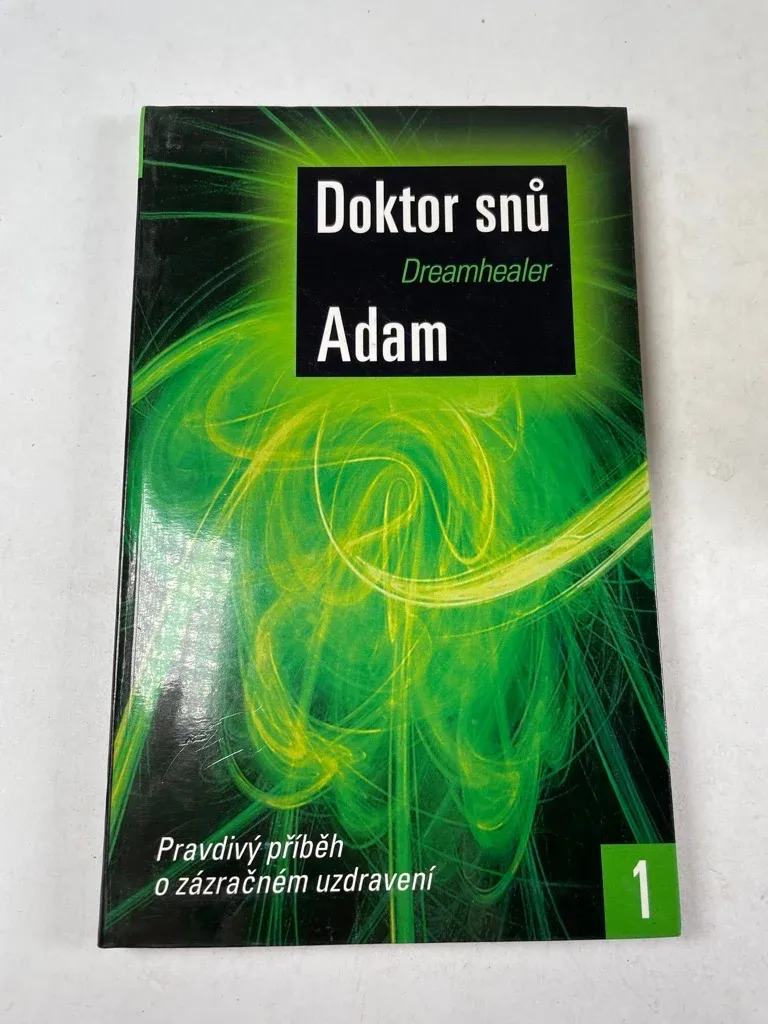 Doktor snů
Dreamhealer
Adam
Pravdivý příběh
o zázračném uzdravení
1